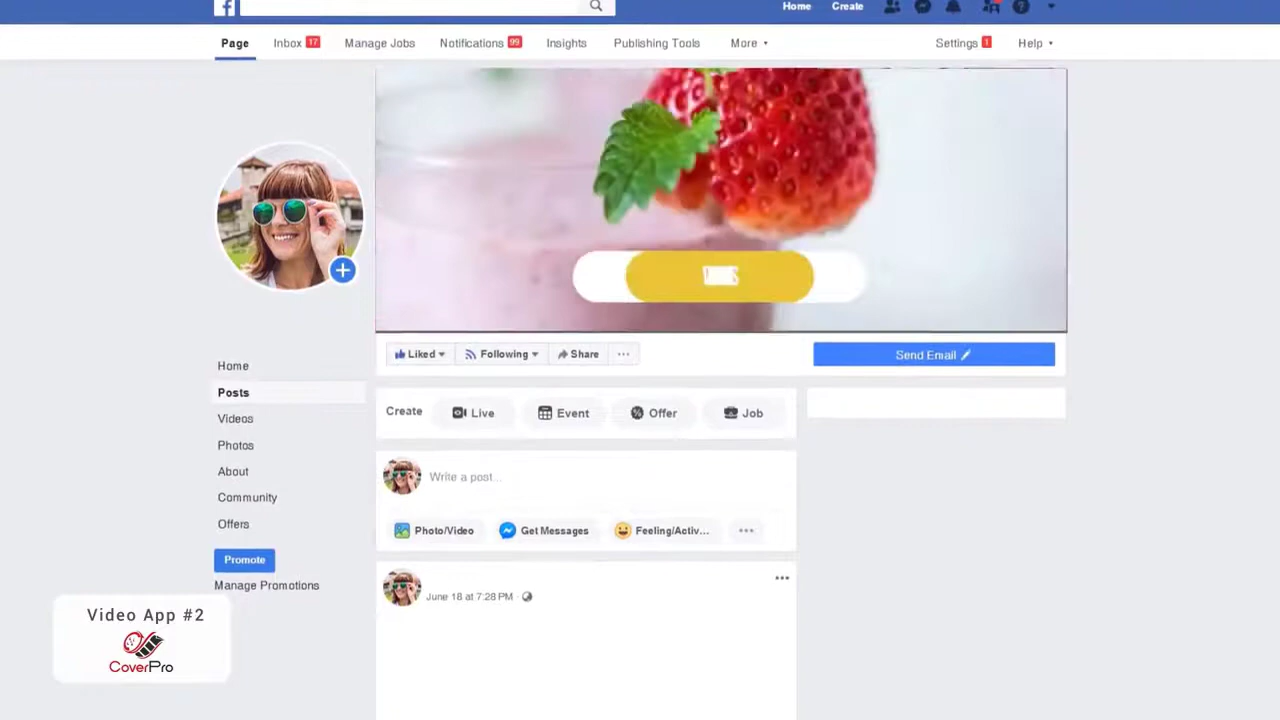 Home Create
Page Inbox 17 Manage Jobs Notifications 99 Insights Publishing Tools More Settings 1 Help
Liked Following Share Send Email
Home
Posts
Videos
Photos
About
Community
Offers
Promote
Manage Promotions
Create Live Event Offer Job
Write a post...
Photo/Video Get Messages Feeling/Activ...
June 18 at 7:28 PM
Video App #2
CoverPro